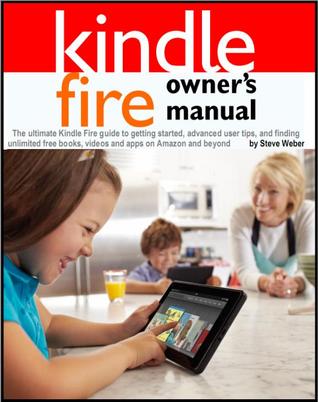 kindle
fire owner's
manual
The ultimate Kindle Fire guide to getting started, advanced user tips, and finding
unlimited free books, videos and apps on Amazon and beyond by Steve Weber